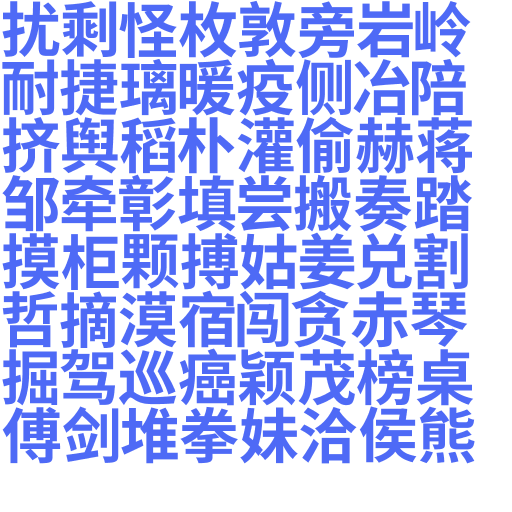 扰剩怪枚敦旁岩岭
耐捷璃暖疫侧冶陪
挤舆稻朴灌偷赫蒋
邹牵彰填尝搬奏踏
摸柜颗搏姑姜兑割
哲摘漠宿闯贪赤琴
掘驾巡癌颖茂榜桌
傅剑堆拳妹洽侯熊